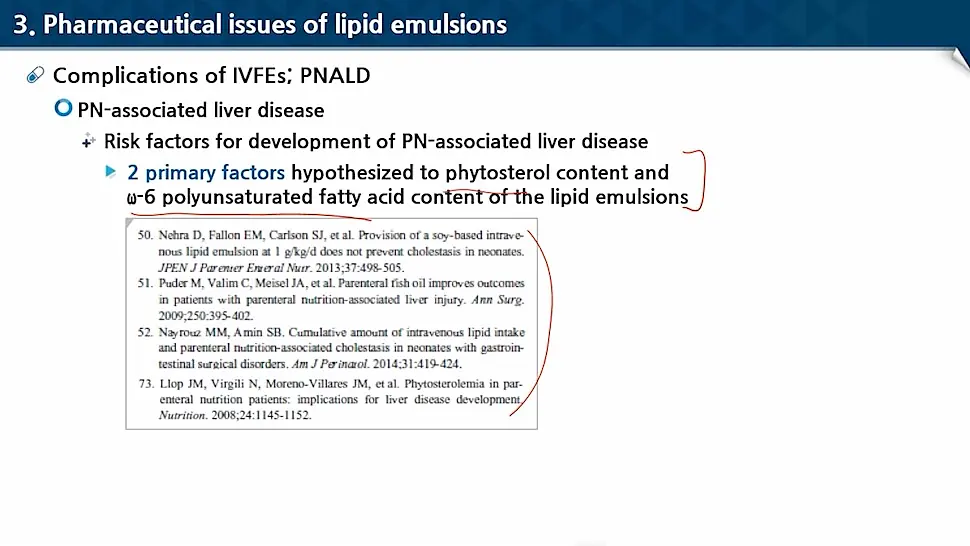 3. Pharmaceutical issues of lipid emulsions
Complications of IVFEs; PNALD
PN-associated liver disease
Risk factors for development of PN-associated liver disease
2 primary factors hypothesized to phytosterol content and
ω-6 polyunsaturated fatty acid content of the lipid emulsions
50. Nehra D, Fallon EM, Carlson SJ, et al. Provision of a soy-based intrave-
nous lipid emulsion at 1 g/kg/d does not prevent cholestasis in neonates.
JPEN J Parenter Enteral Nutr. 2013;37:498-505.
51. Puder M, Valim C, Meisel JA, et al. Parenteral fish oil improves outcomes
in patients with parenteral nutrition-associated liver injury. Ann Surg.
2009;250:395-402.
52. Nayrouz MM, Amin SB. Cumulative amount of intravenous lipid intake
and parenteral nutrition-associated cholestasis in neonates with gastroin-
testinal surgical disorders. Am J Perinatol. 2014;31:419-424.
73. Llop JM, Virgili N, Moreno-Villares JM, et al. Phytosterolemia in par-
enteral nutrition patients: implications for liver disease development.
Nutrition. 2008;24:1145-1152.